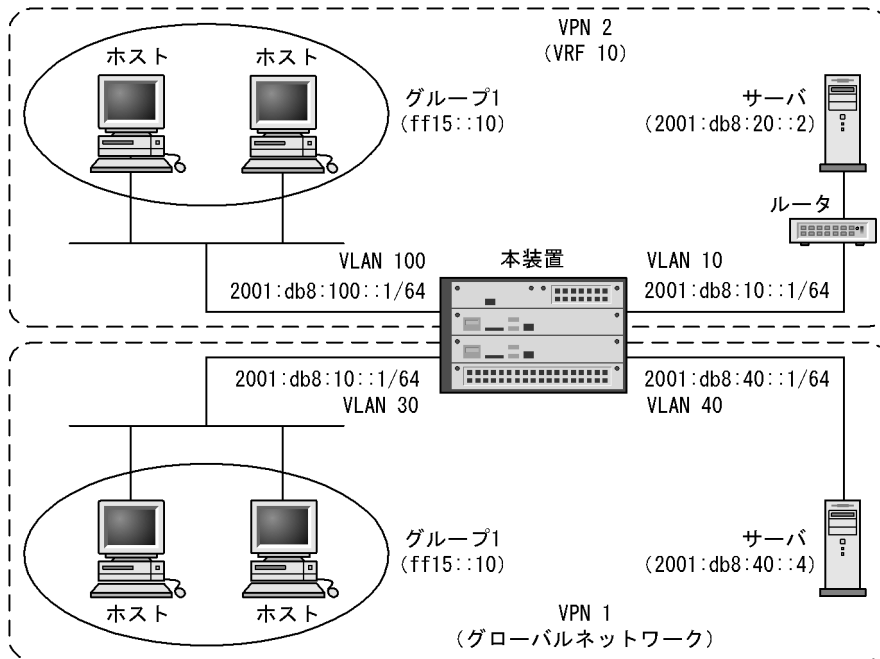 VPN 2
(VRF 10)
ホスト
ホスト
グループ1
(ff15::10)
サーバ
(2001:db8:20::2)
ルータ
VLAN 100
2001:db8:100::1/64
本装置
VLAN 10
2001:db8:10::1/64
2001:db8:10::1/64
VLAN 30
2001:db8:40::1/64
VLAN 40
グループ1
(ff15::10)
サーバ
(2001:db8:40::4)
ホスト
ホスト
VPN 1
(グローバルネットワーク)